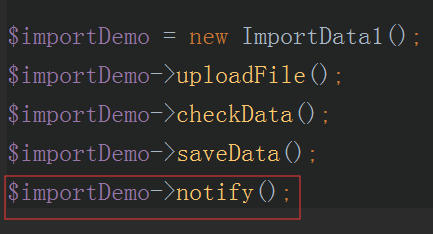 $importDemo = new ImportData1();
$importDemo->uploadFile();
$importDemo->checkData();
$importDemo->saveData();
$importDemo->notify();